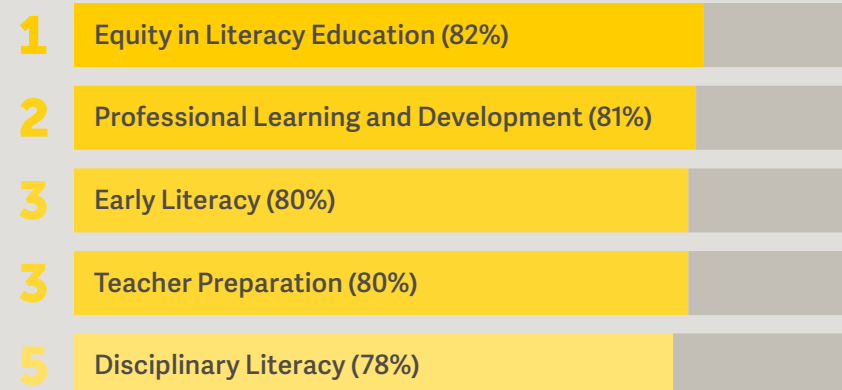 1 Equity in Literacy Education (82%)
2 Professional Learning and Development (81%)
3 Early Literacy (80%)
3 Teacher Preparation (80%)
5 Disciplinary Literacy (78%)